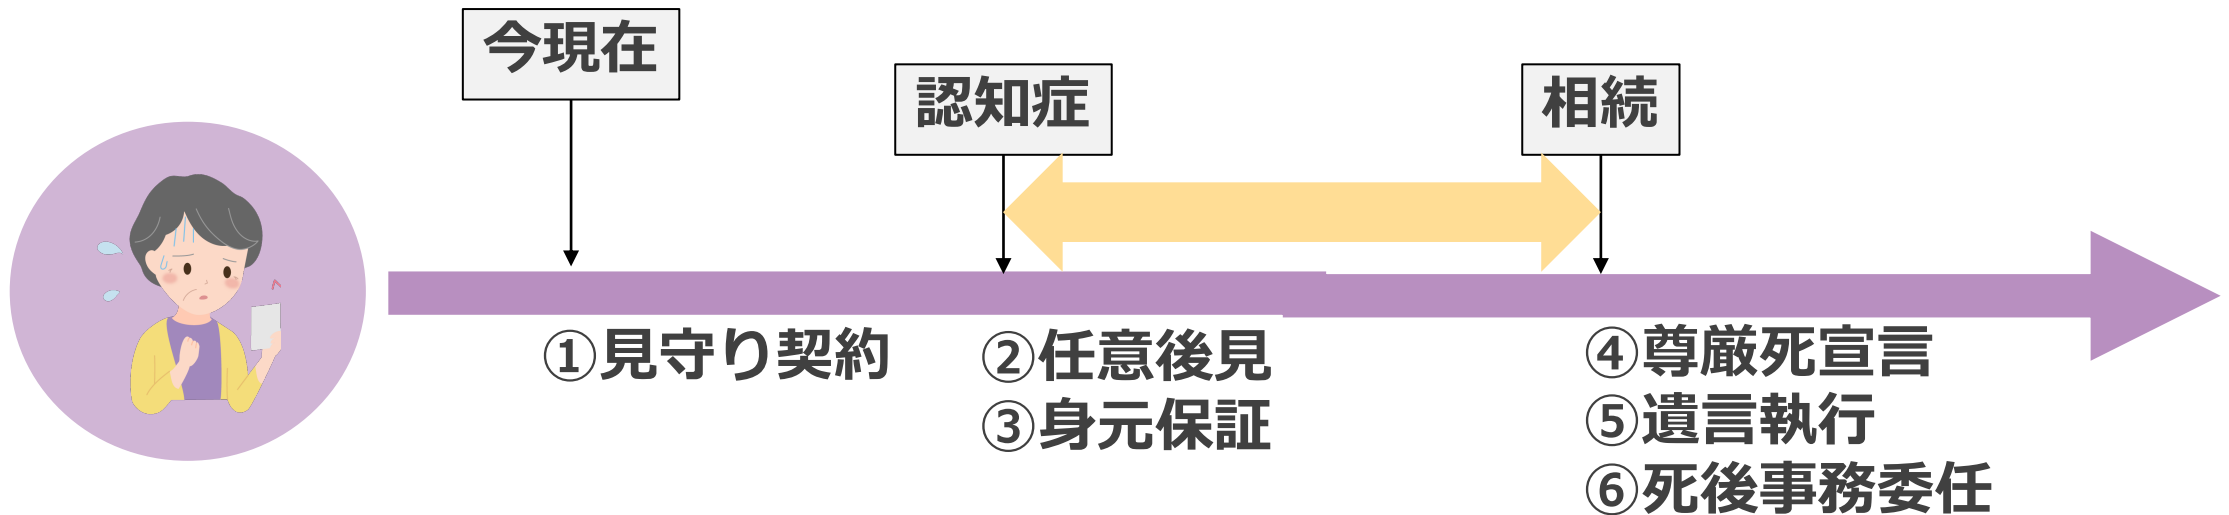 今現在
認知症
相続
①見守り契約
②任意後見
③身元保証
④尊厳死宣言
⑤遺言執行
⑥死後事務委任